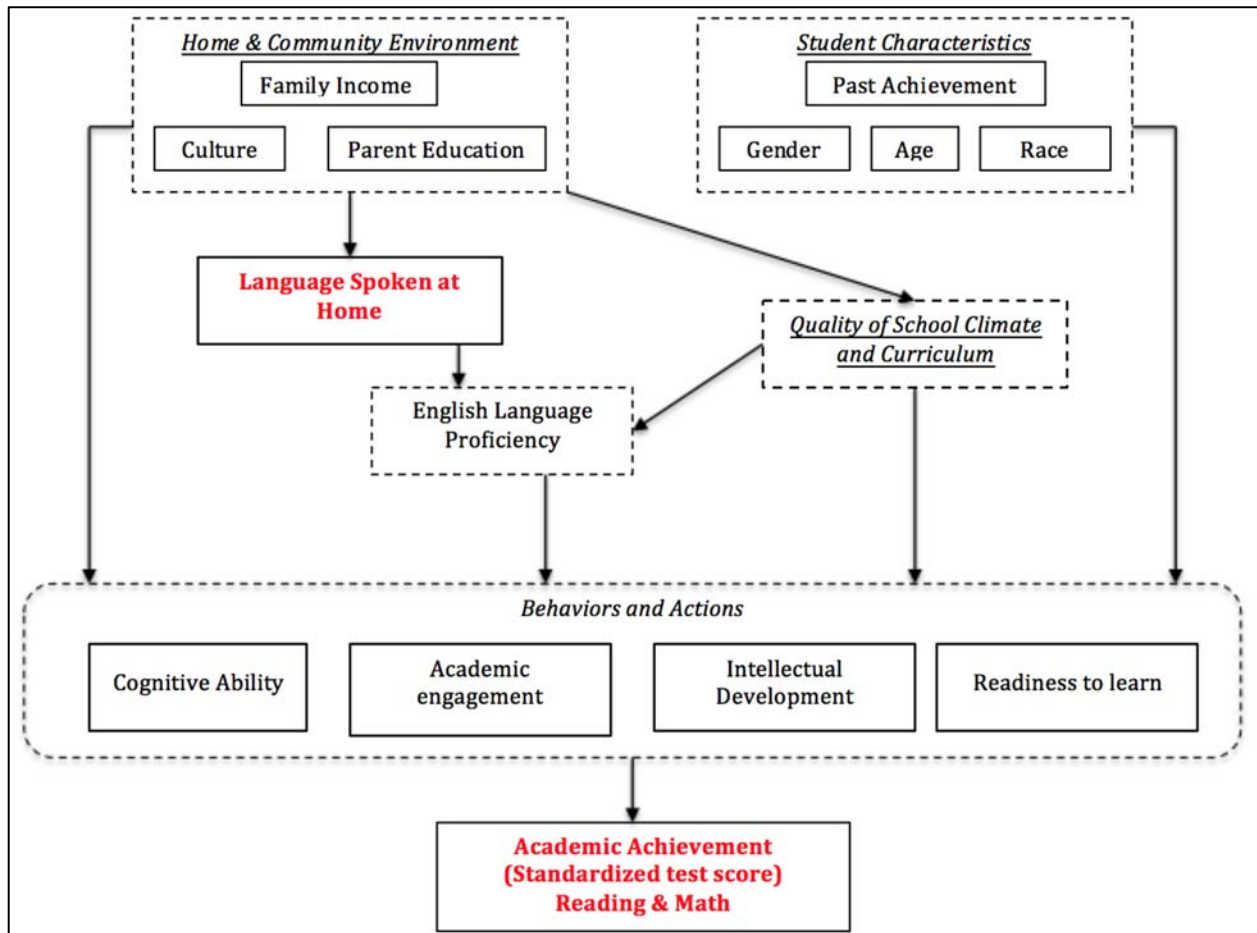 Home & Community Environment
Family Income
Culture
Parent Education
Student Characteristics
Past Achievement
Gender
Age
Race
Language Spoken at
Home
Quality of School Climate
and Curriculum
English Language
Proficiency
Behaviors and Actions
Cognitive Ability
Academic
engagement
Intellectual
Development
Readiness to learn
Academic Achievement
(Standardized test score)
Reading & Math